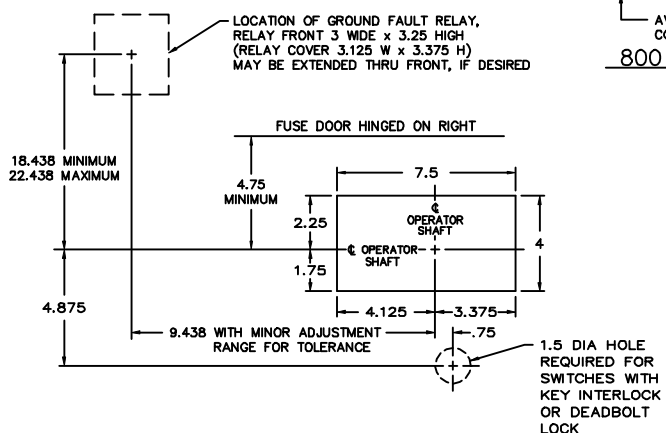 LOCATION OF GROUND FAULT RELAY,
RELAY FRONT 3 WIDE x 3.25 HIGH
(RELAY COVER 3.125 W x 3.375 H)
MAY BE EXTENDED THRU FRONT, IF DESIRED
800
FUSE DOOR HINGED ON RIGHT
18.438 MINIMUM
22.438 MAXIMUM
4.75
MINIMUM
7.5
2.25
℄
OPERATOR
SHAFT
4
℄ OPERATOR
SHAFT
1.75
4.875
4.125
3.375
9.438 WITH MINOR ADJUSTMENT
RANGE FOR TOLERANCE
.75
1.5 DIA HOLE
REQUIRED FOR
SWITCHES WITH
KEY INTERLOCK
OR DEADBOLT
LOCK